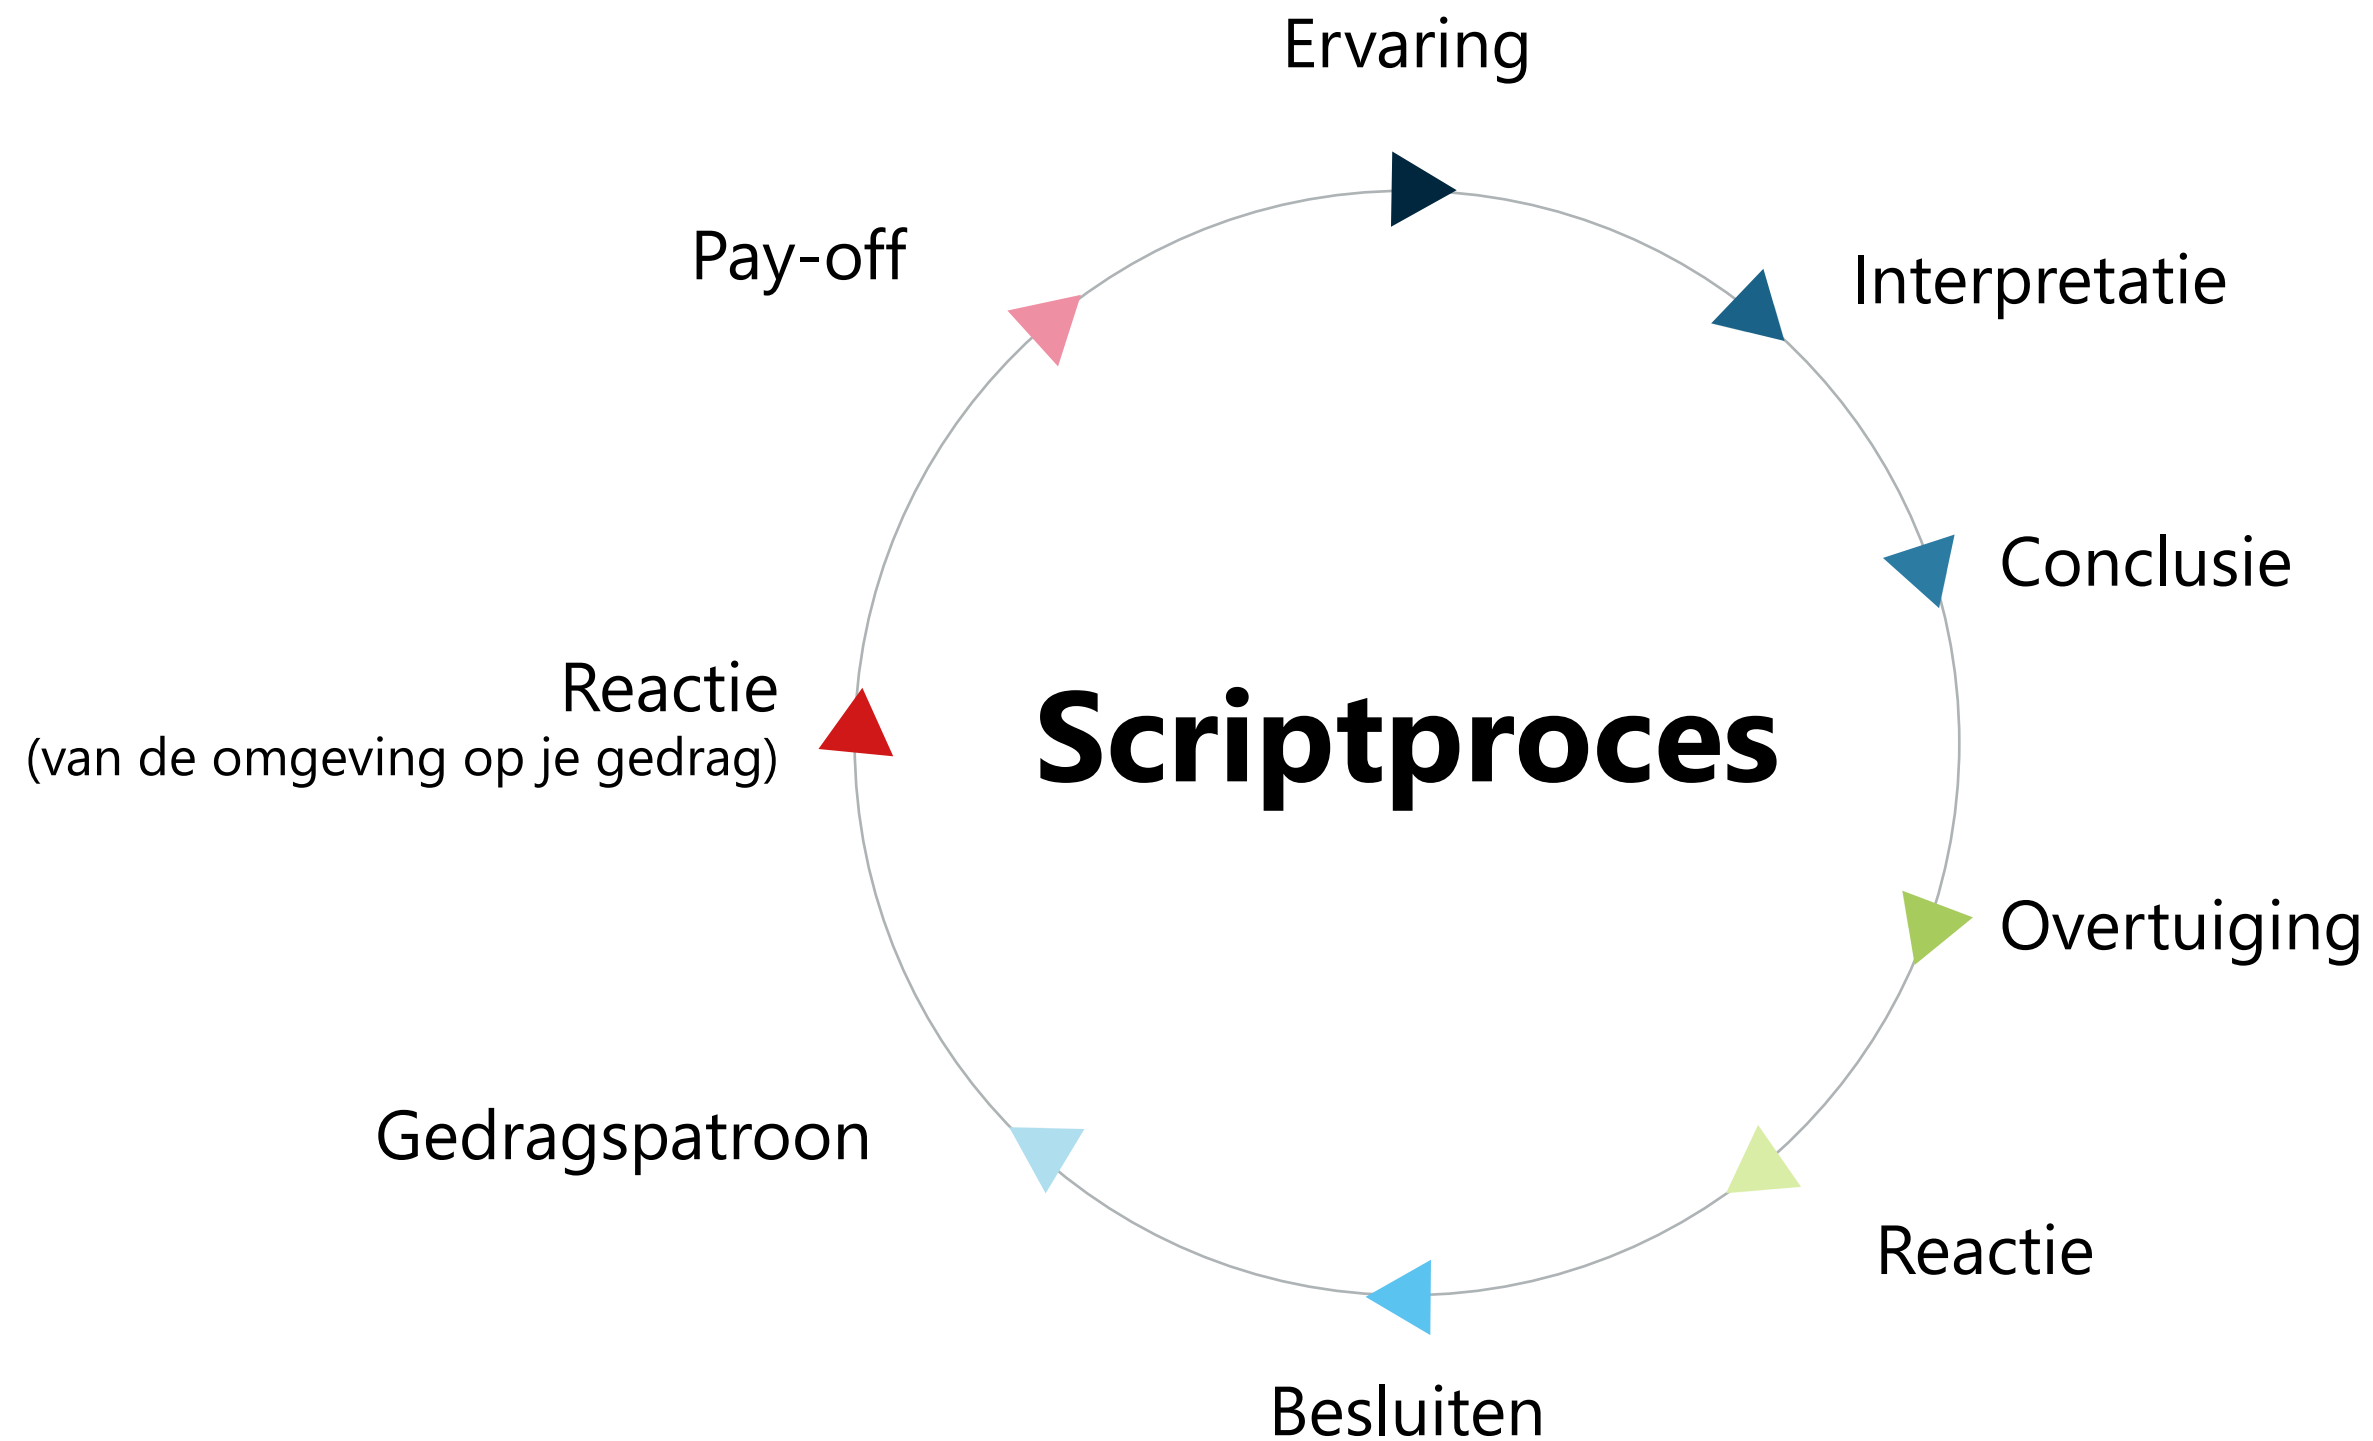 Ervaring
Interpretatie
Conclusie
Overtuiging
Reactie
Besluiten
Gedragspatroon
Reactie
(van de omgeving op je gedrag)
Pay-off
Scriptproces